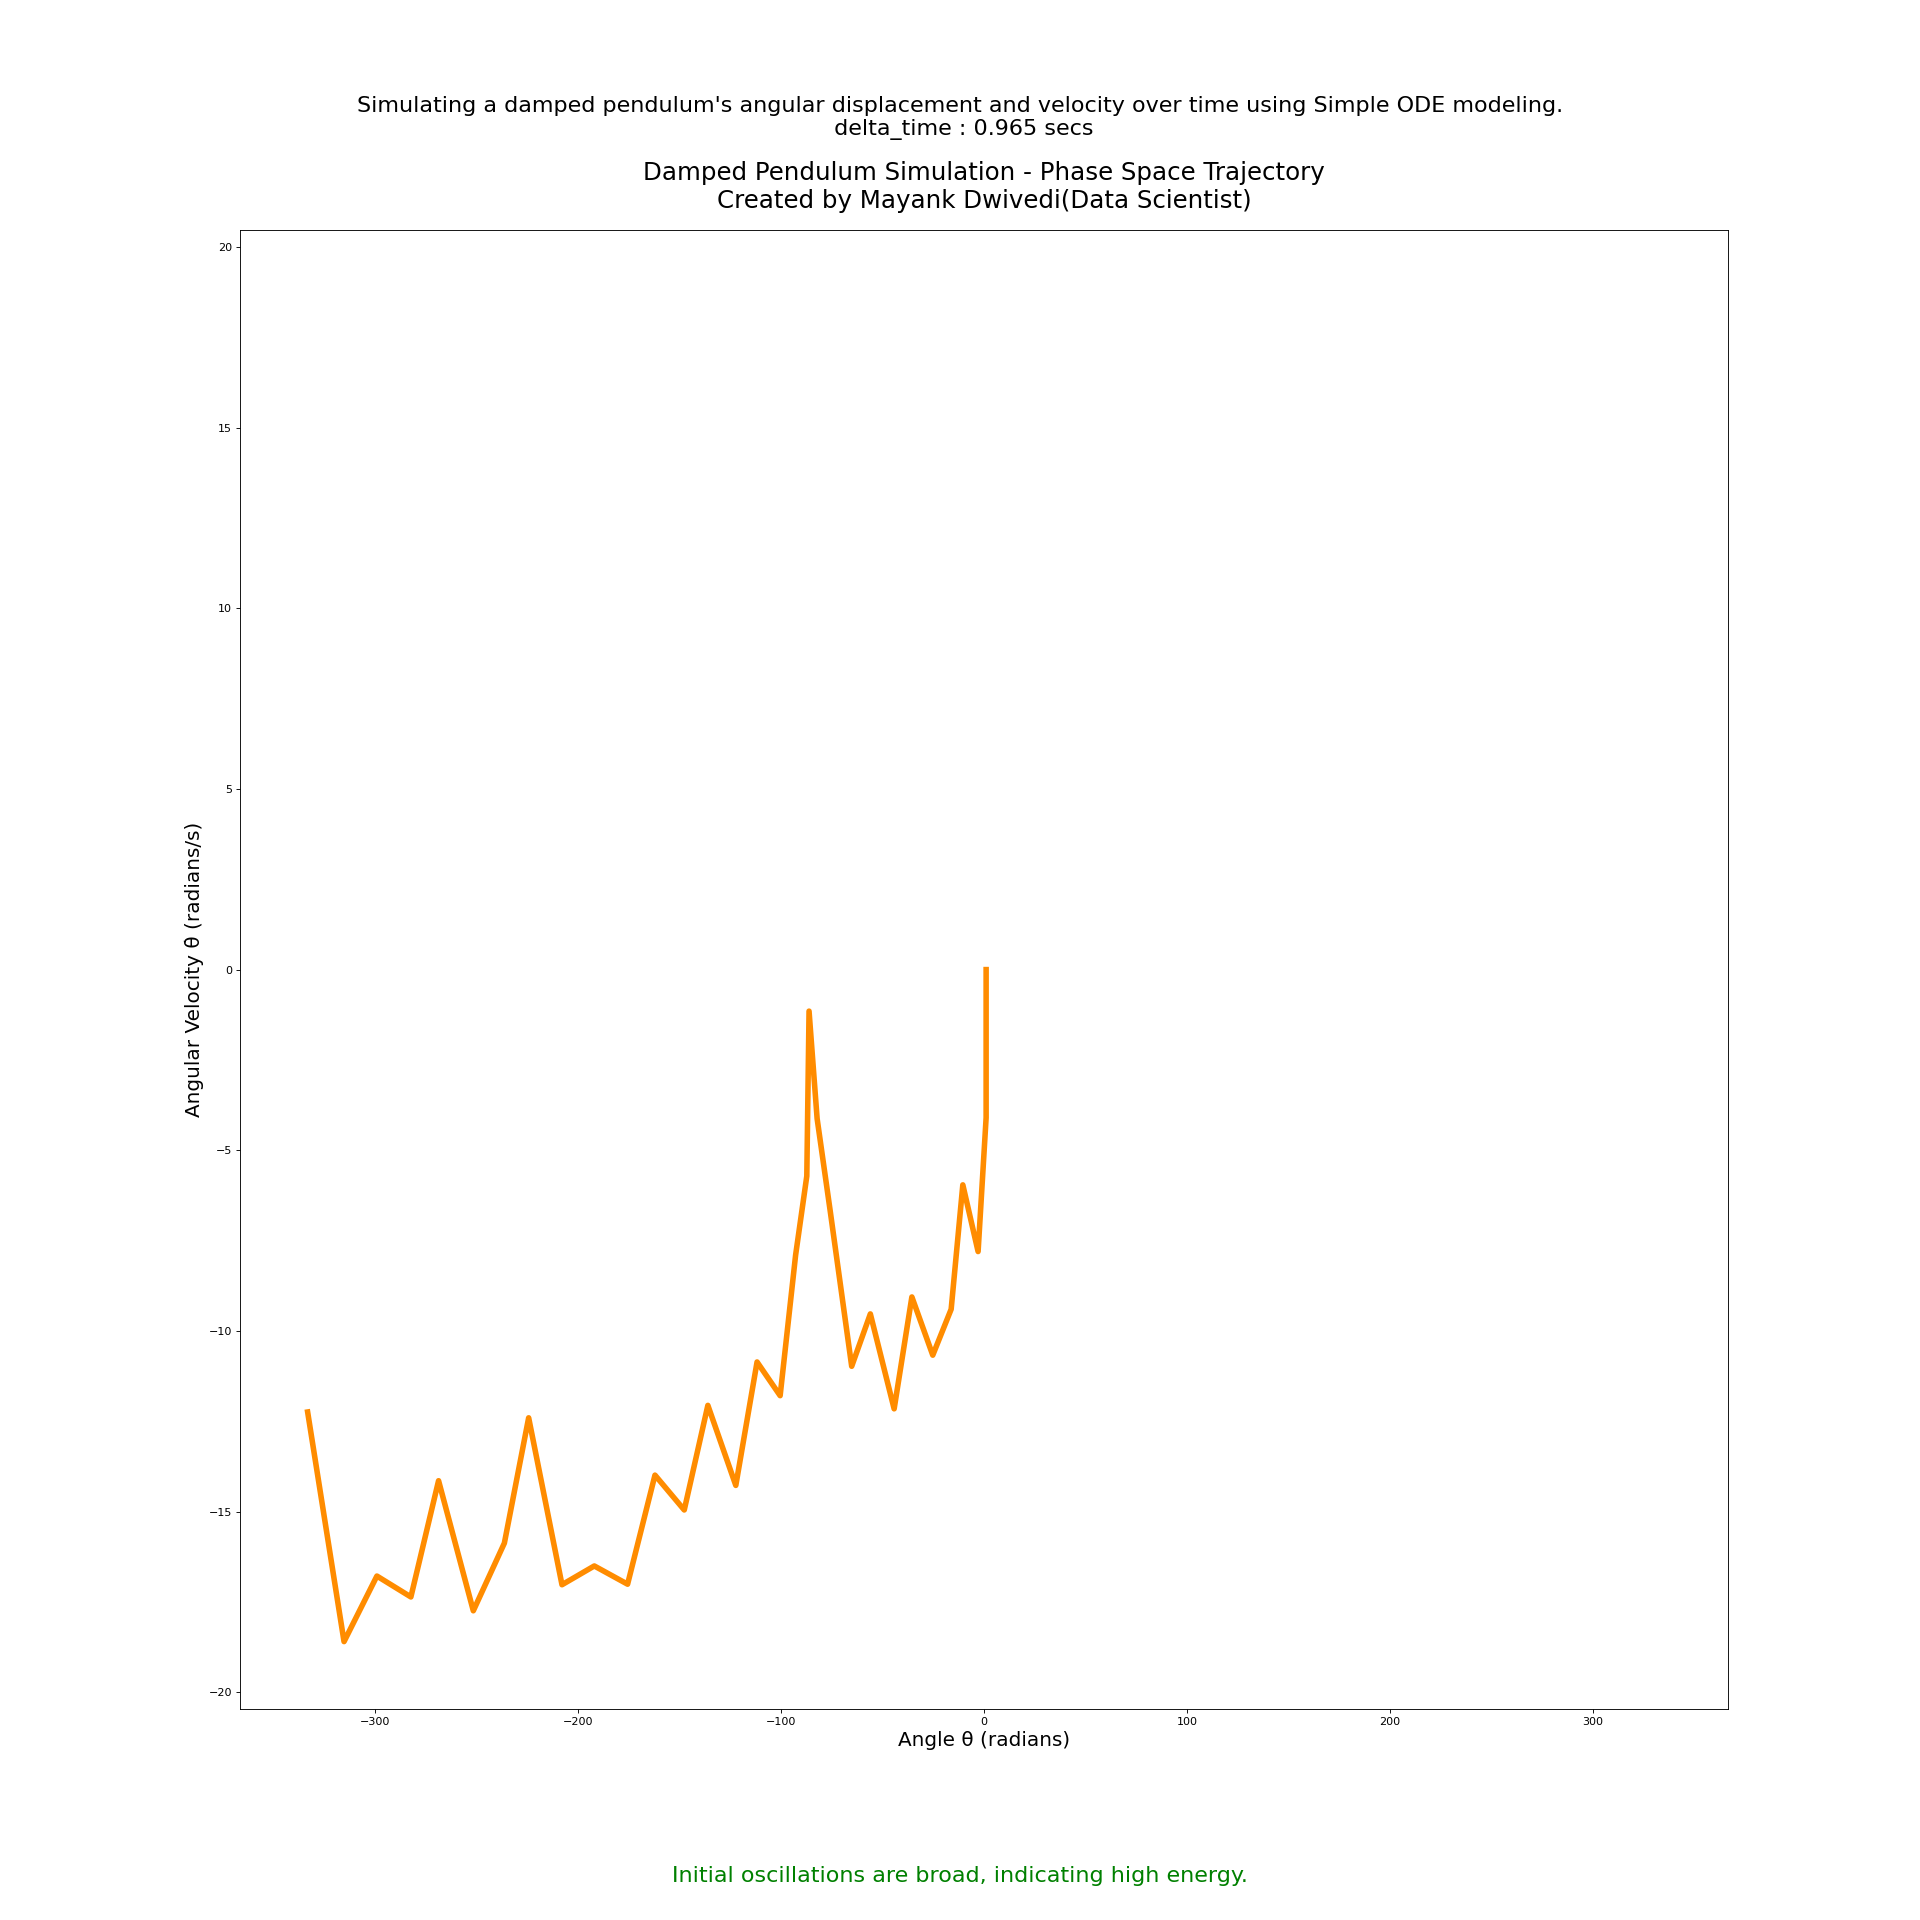 Simulating a damped pendulum's angular displacement and velocity over time using Simple ODE modeling.
delta_time : 0.965 secs
Damped Pendulum Simulation - Phase Space Trajectory
Created by Mayank Dwivedi(Data Scientist)
20
15
10
5
0
−5
−10
−15
−20
Angular Velocity θ (radians/s)
−300
−200
−100
0
100
200
300
Angle θ (radians)
Initial oscillations are broad, indicating high energy.